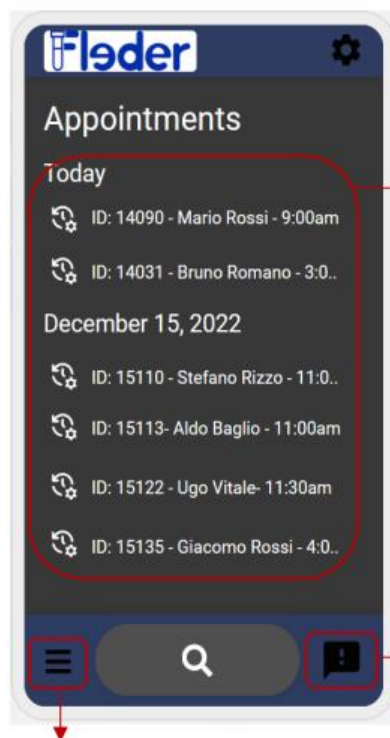 Fleder
Appointments
Today
ID: 14090 - Mario Rossi - 9:00am
ID: 14031 - Bruno Romano - 3:0..
December 15, 2022
ID: 15110 - Stefano Rizzo - 11:0..
ID: 15113- Aldo Baglio - 11:00am
ID: 15122 - Ugo Vitale- 11:30am
ID: 15135 - Giacomo Rossi - 4:0..